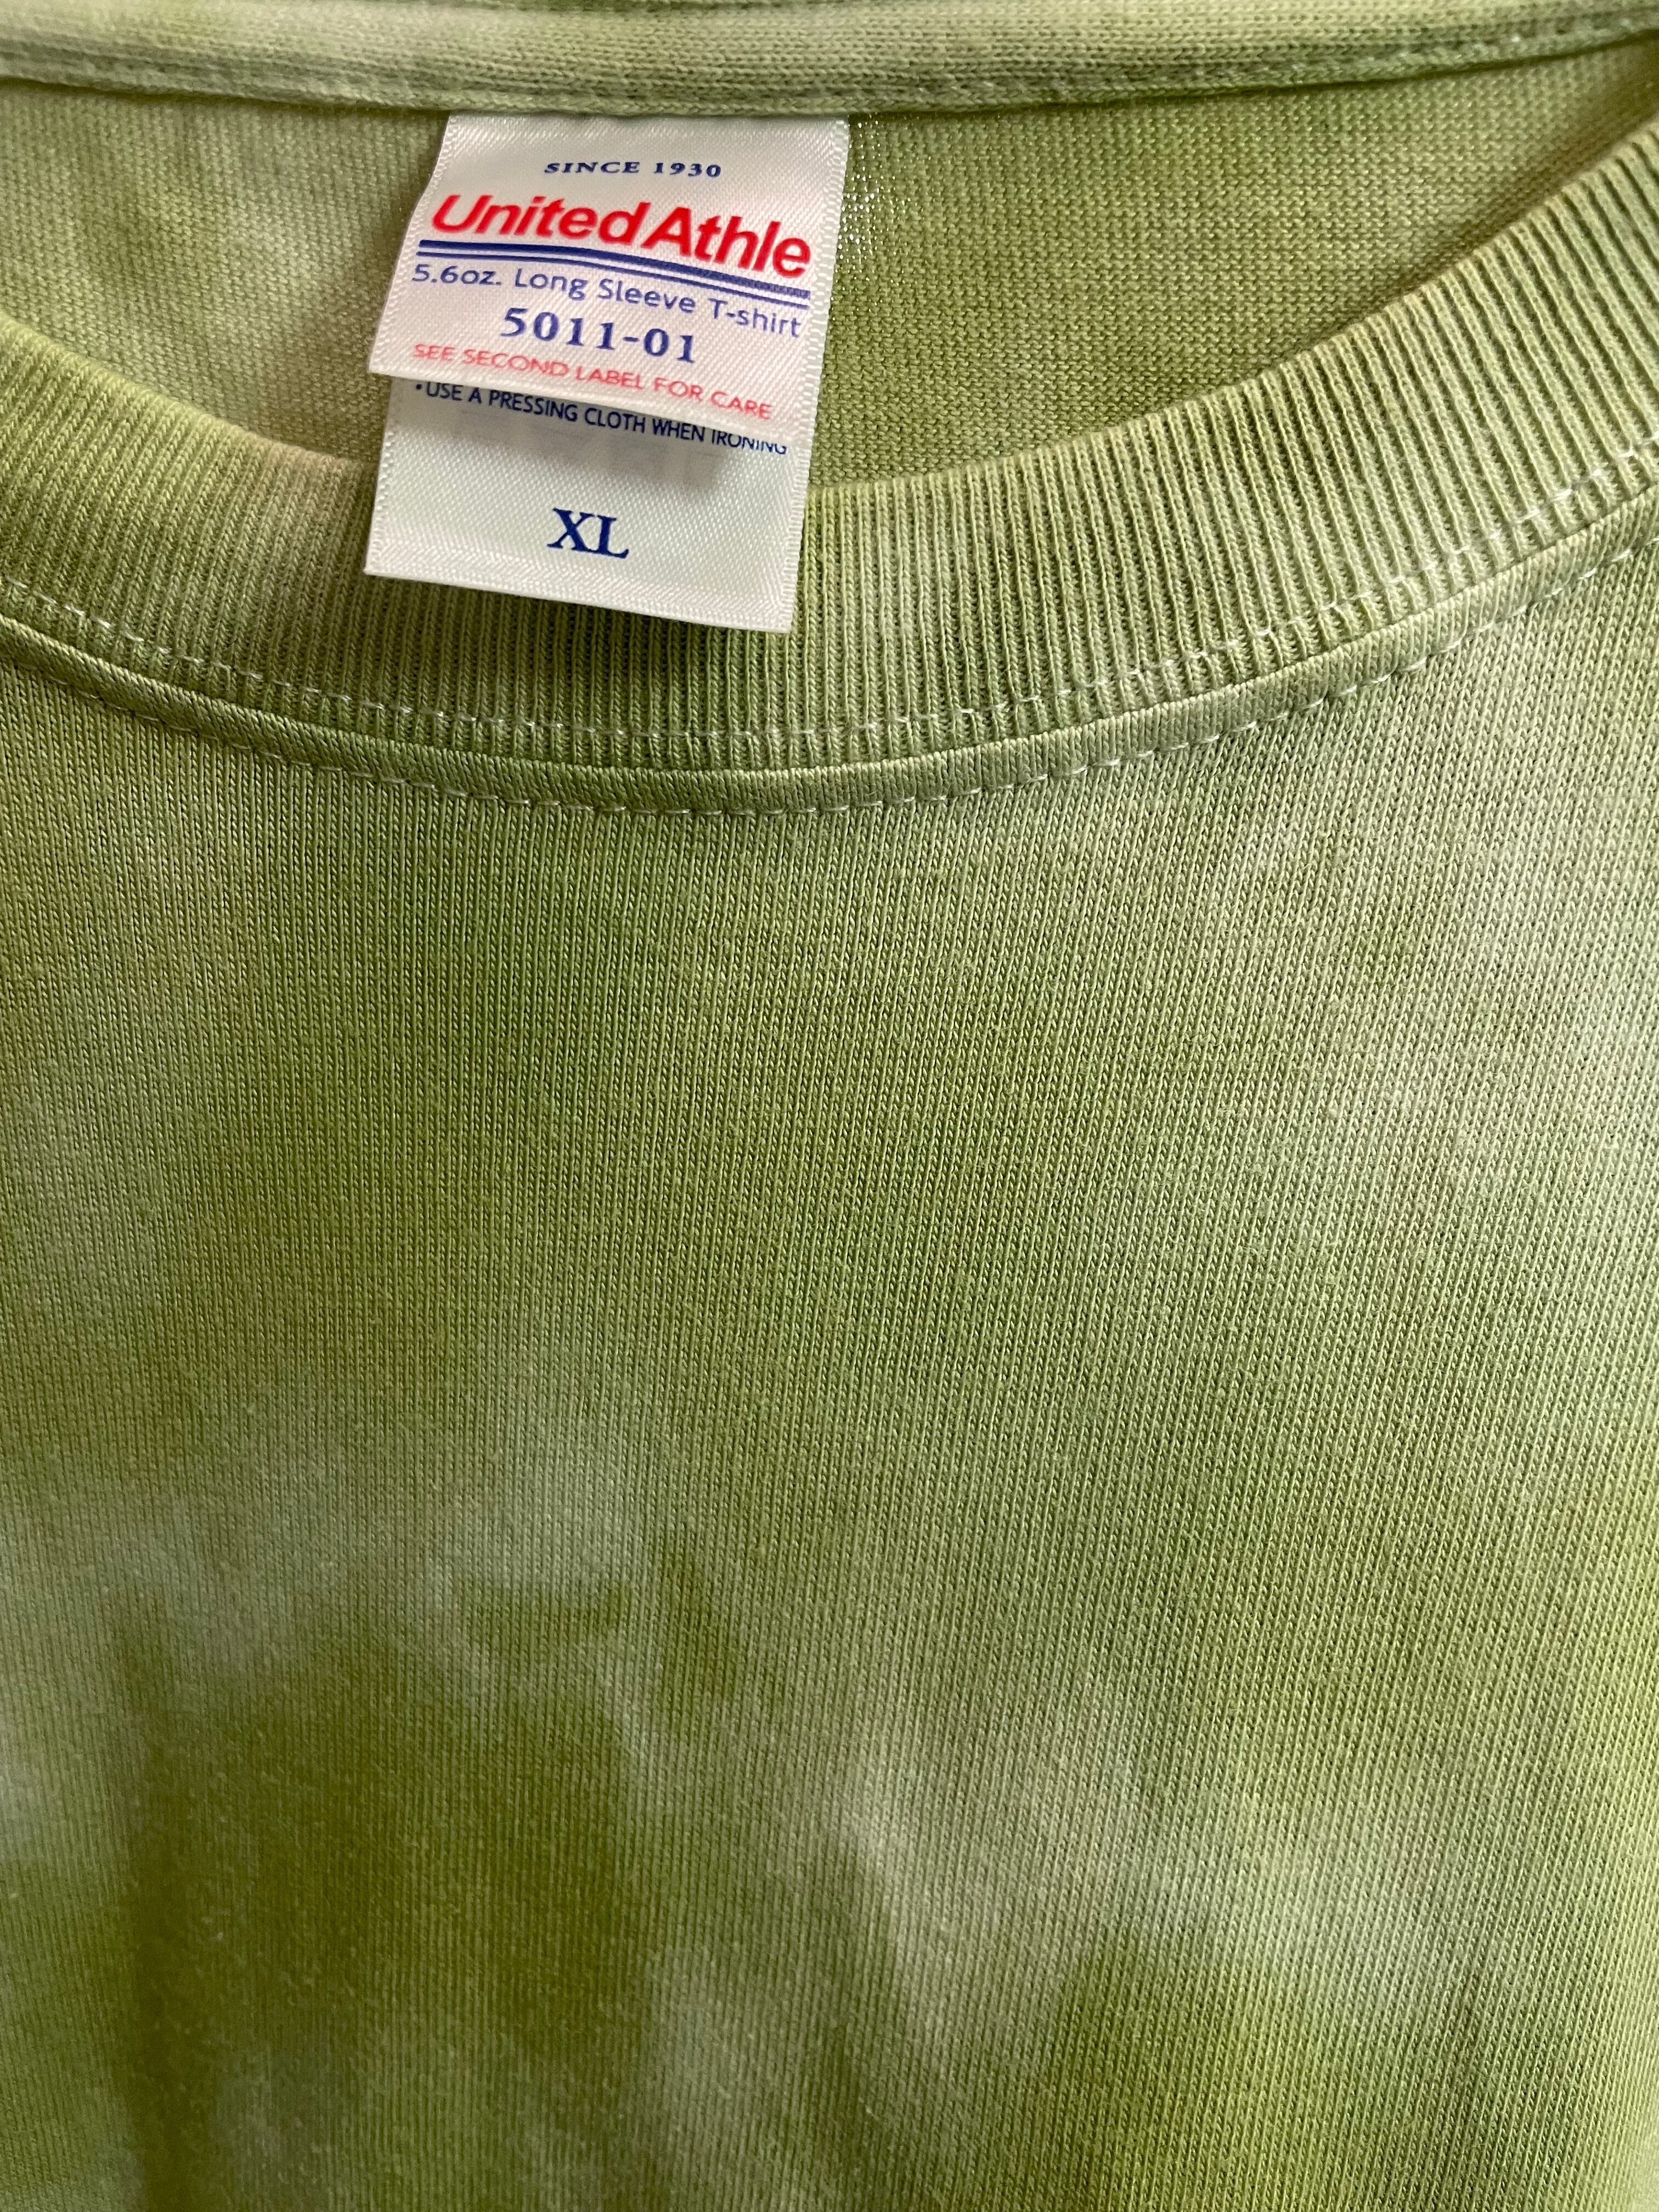 SINCE 1930
United Athle
5.6oz. Long Sleeve T-shirt
5011-01
SEE SECOND LABEL FOR CARE
•USE A PRESSING CLOTH WHEN IRONING
XL